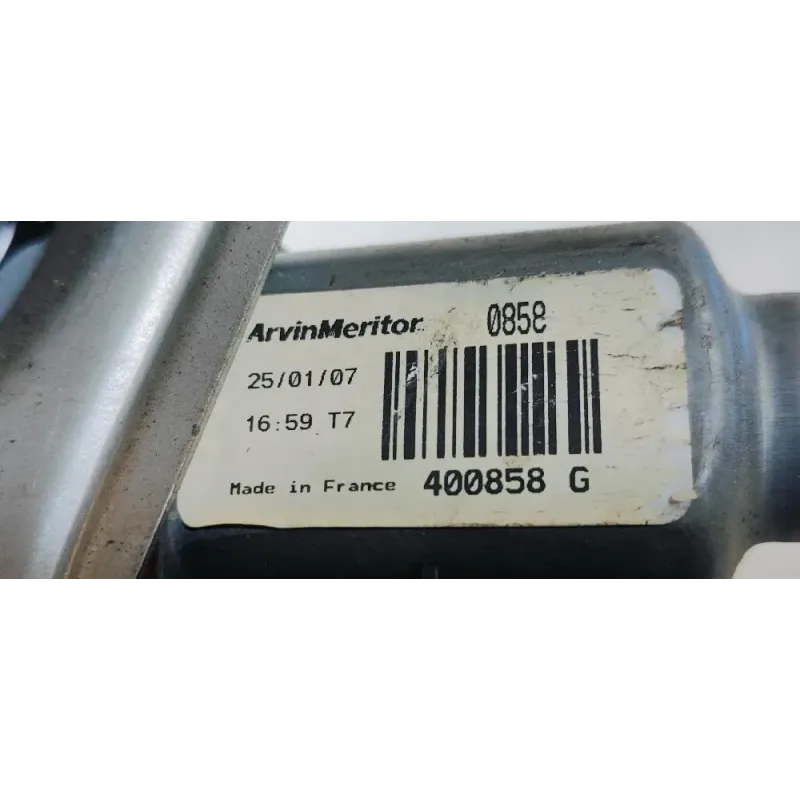 ArvinMeritor 0858
25/01/07
16:59 T7
Made in France 400858 G